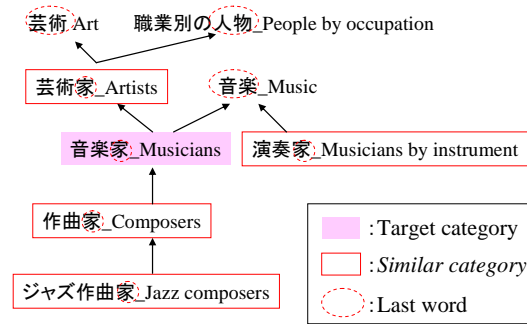 芸術_Art
職業別の人物_People by occupation
芸術家_Artists
音楽_Music
音楽家_Musicians
演奏家_Musicians by instrument
作曲家_Composers
ジャズ作曲家_Jazz composers
:Target category
:Similar category
:Last word